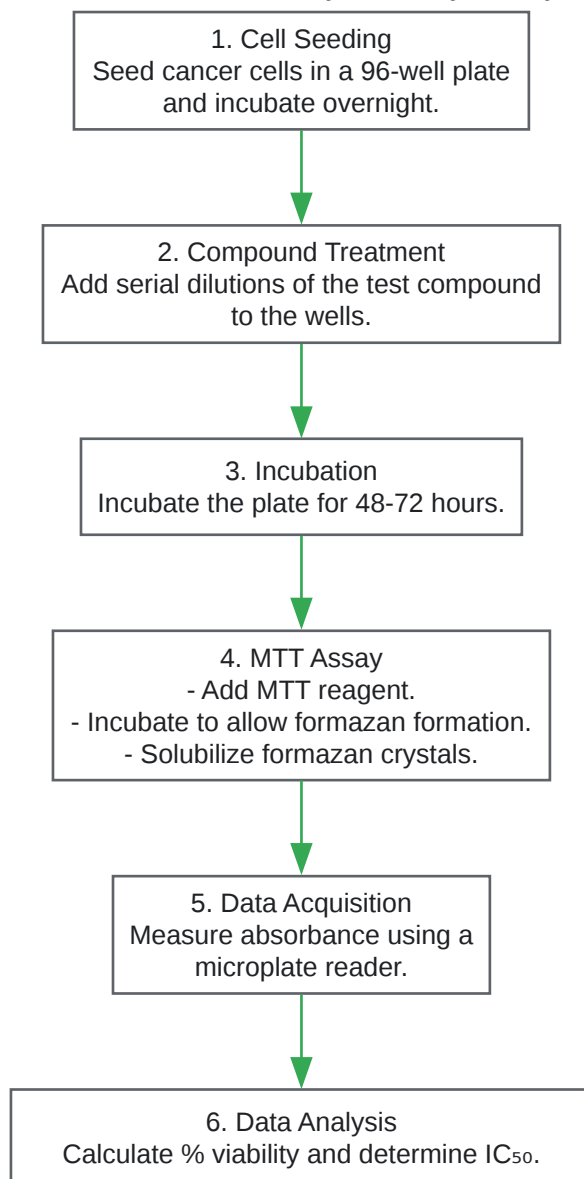 1. Cell Seeding
Seed cancer cells in a 96-well plate
and incubate overnight.
2. Compound Treatment
Add serial dilutions of the test compound
to the wells.
3. Incubation
Incubate the plate for 48-72 hours.
4. MTT Assay
- Add MTT reagent.
- Incubate to allow formazan formation.
- Solubilize formazan crystals.
5. Data Acquisition
Measure absorbance using a
microplate reader.
6. Data Analysis
Calculate % viability and determine IC₅₀.